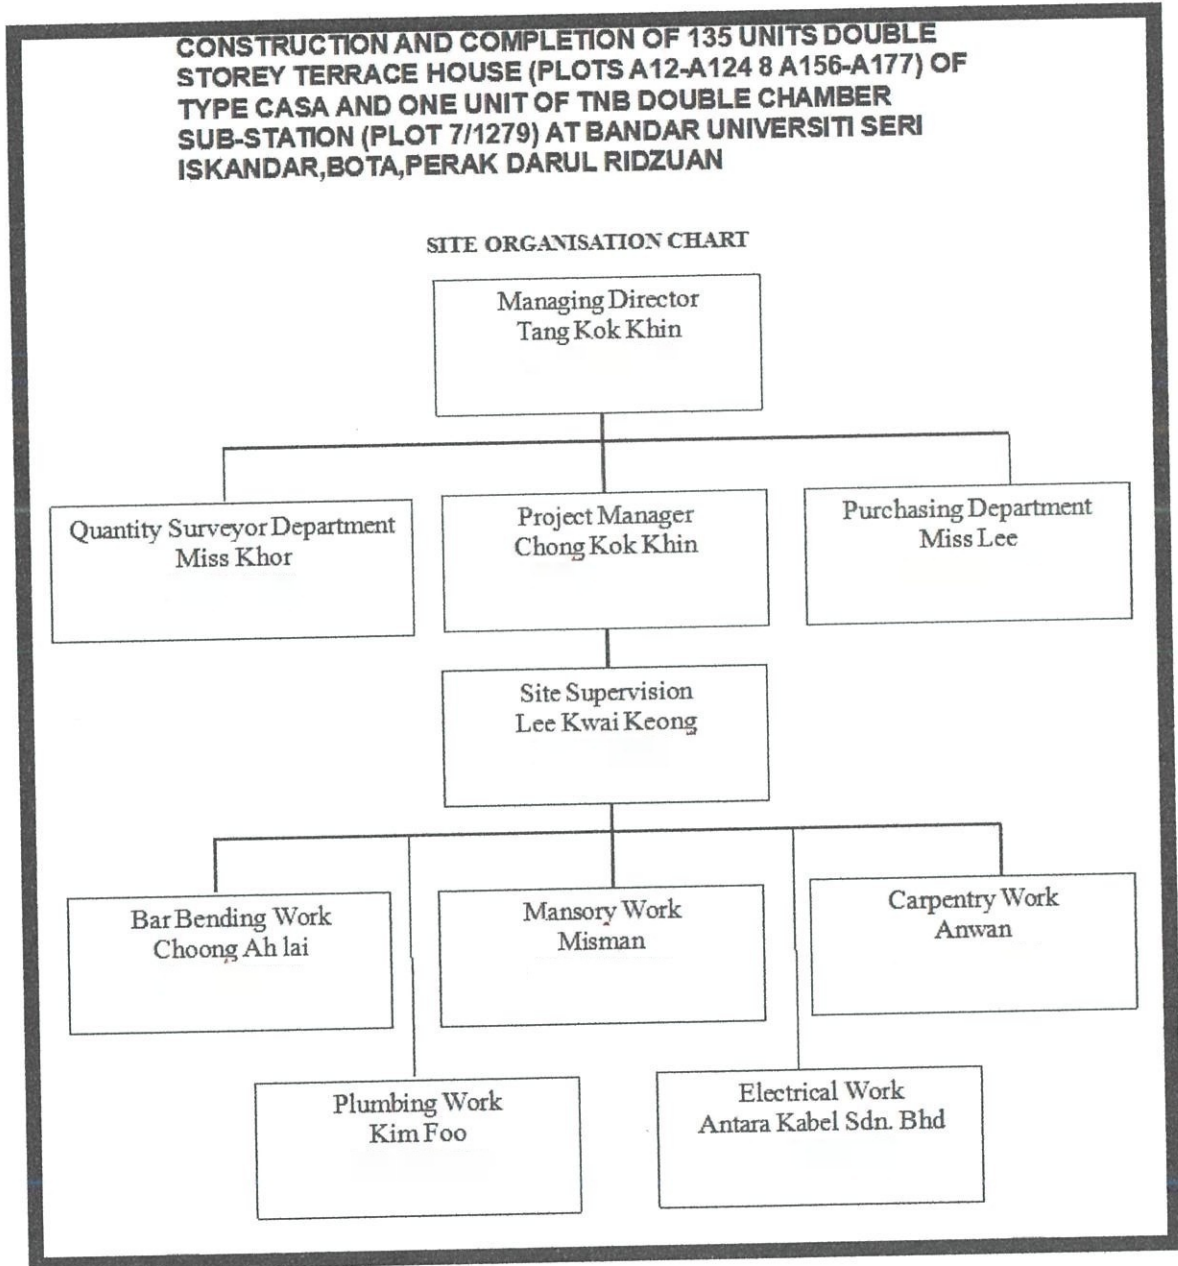 CONSTRUCTION AND COMPLETION OF 135 UNITS DOUBLE
STOREY TERRACE HOUSE (PLOTS A12-A124 8 A156-A177) OF
TYPE CASA AND ONE UNIT OF TNB DOUBLE CHAMBER
SUB-STATION (PLOT 7/1279) AT BANDAR UNIVERSITI SERI
ISKANDAR,BOTA,PERAK DARUL RIDZUAN
SITE ORGANISATION CHART
Managing Director
Tang Kok Khin
Quantity Surveyor Department
Miss Khor
Project Manager
Chong Kok Khin
Purchasing Department
Miss Lee
Site Supervision
Lee Kwai Keong
Bar Bending Work
Choong Ah lai
Mansory Work
Misman
Carpentry Work
Anwan
Plumbing Work
Kim Foo
Electrical Work
Antara Kabel Sdn. Bhd